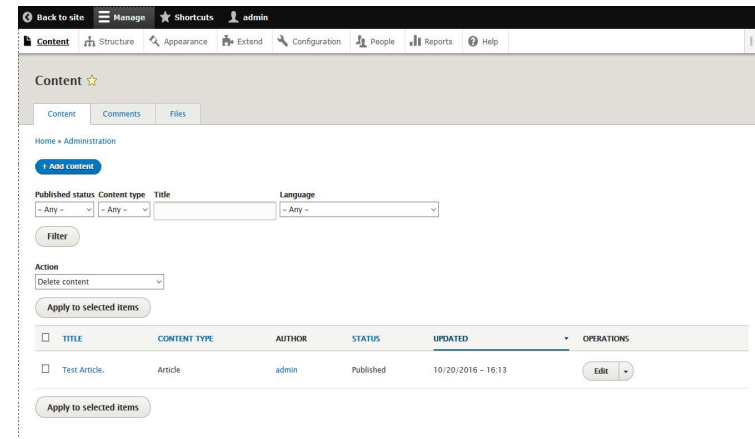 Back to site Manage Shortcuts admin
Content Structure Appearance Extend Configuration People Reports Help
Content
Content Comments Files
Home » Administration
+ Add content
Published status Content type Title Language
- Any - - Any - - Any -
Filter
Action
Delete content
Apply to selected items
TITLE CONTENT TYPE AUTHOR STATUS UPDATED OPERATIONS
Test Article. Article admin Published 10/20/2016 - 16:13 Edit
Apply to selected items